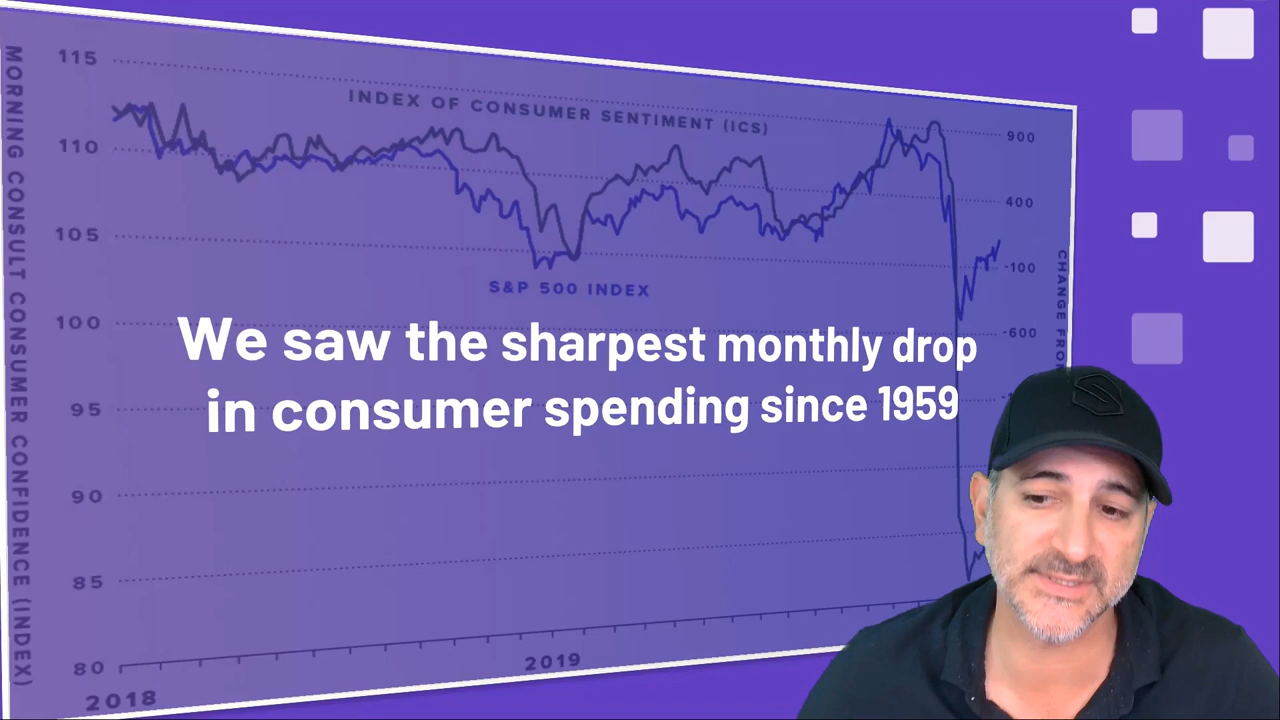 115
INDEX OF CONSUMER SENTIMENT (ICS)
900
110
400
105
-100
S&P 500 INDEX
100
-600
We saw the sharpest monthly drop
in consumer spending since 1959
95
90
85
80
2018
2019
MORNING CONSULT CONSUMER CONFIDENCE (INDEX)
CHANGE FROM